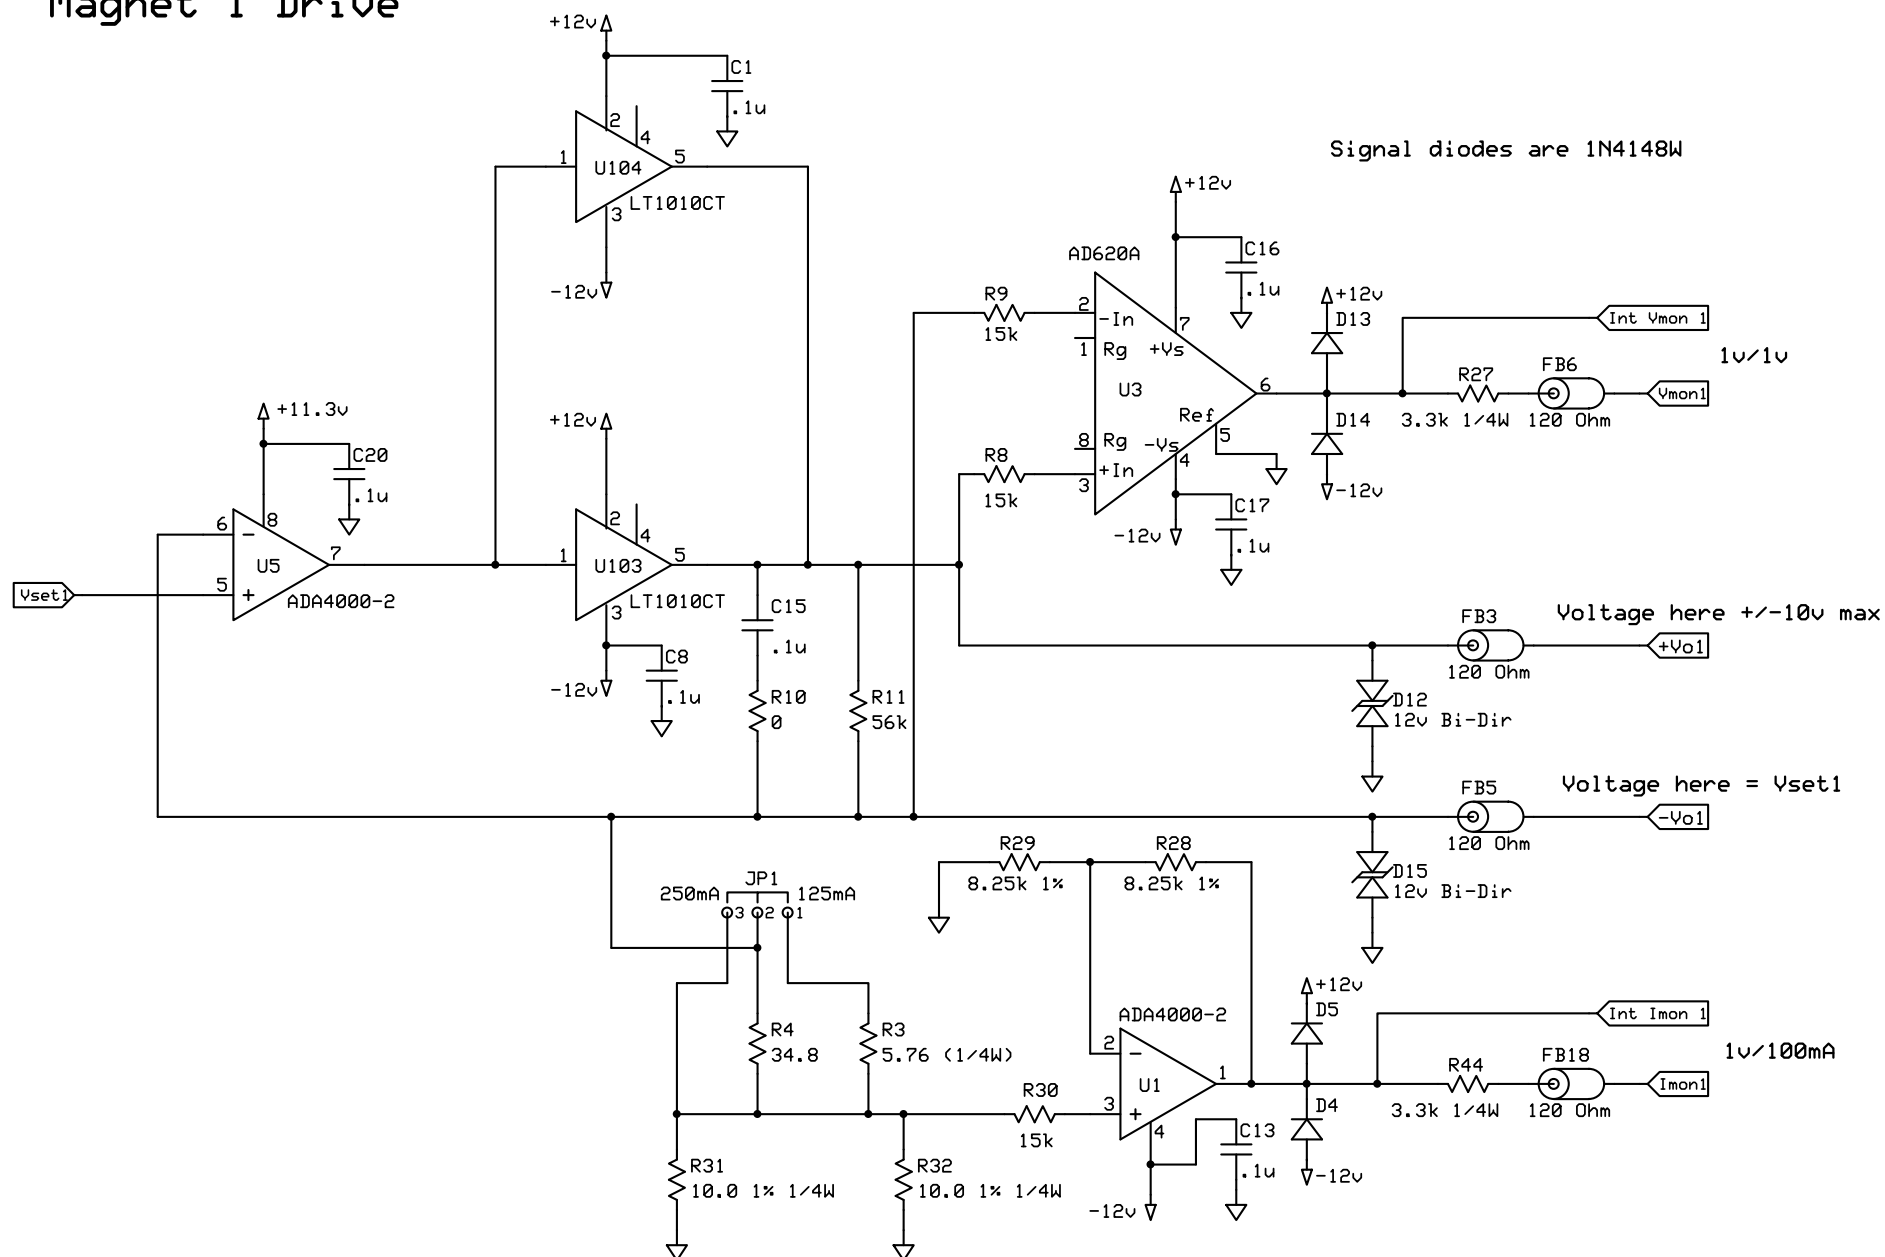 Magnet 1 Drive
+12v
C1
.1u
2
4
1
U104
5
LT1010CT
3
-12v
Signal diodes are 1N4148W
+12v
C16
.1u
AD620A
R9
15k
2
-In
7
1
Rg
+Vs
U3
6
Ref
5
8
Rg
-Vs
4
R8
15k
+In
3
-12v
C17
.1u
+12v
D13
D14
-12v
Int Vmon 1
1v/1v
R27
3.3k 1/4W
FB6
120 Ohm
Vmon1
+11.3v
C20
.1u
8
6
-
U5
7
5
+
ADA4000-2
Vset1
+12v
2
4
1
U103
5
LT1010CT
3
-12v
C8
.1u
C15
.1u
R10
0
R11
56k
FB3
120 Ohm
Voltage here +/-10v max
+Vo1
D12
12v Bi-Dir
Voltage here = Vset1
FB5
120 Ohm
-Vo1
D15
12v Bi-Dir
R29
8.25k 1%
R28
8.25k 1%
JP1
250mA
125mA
3
2
1
R4
34.8
R3
5.76 (1/4W)
R30
15k
R31
10.0 1% 1/4W
R32
10.0 1% 1/4W
ADA4000-2
2
-
U1
1
3
+
4
-12v
C13
.1u
+12v
D5
D4
-12v
Int Imon 1
1v/100mA
R44
3.3k 1/4W
FB18
120 Ohm
Imon1